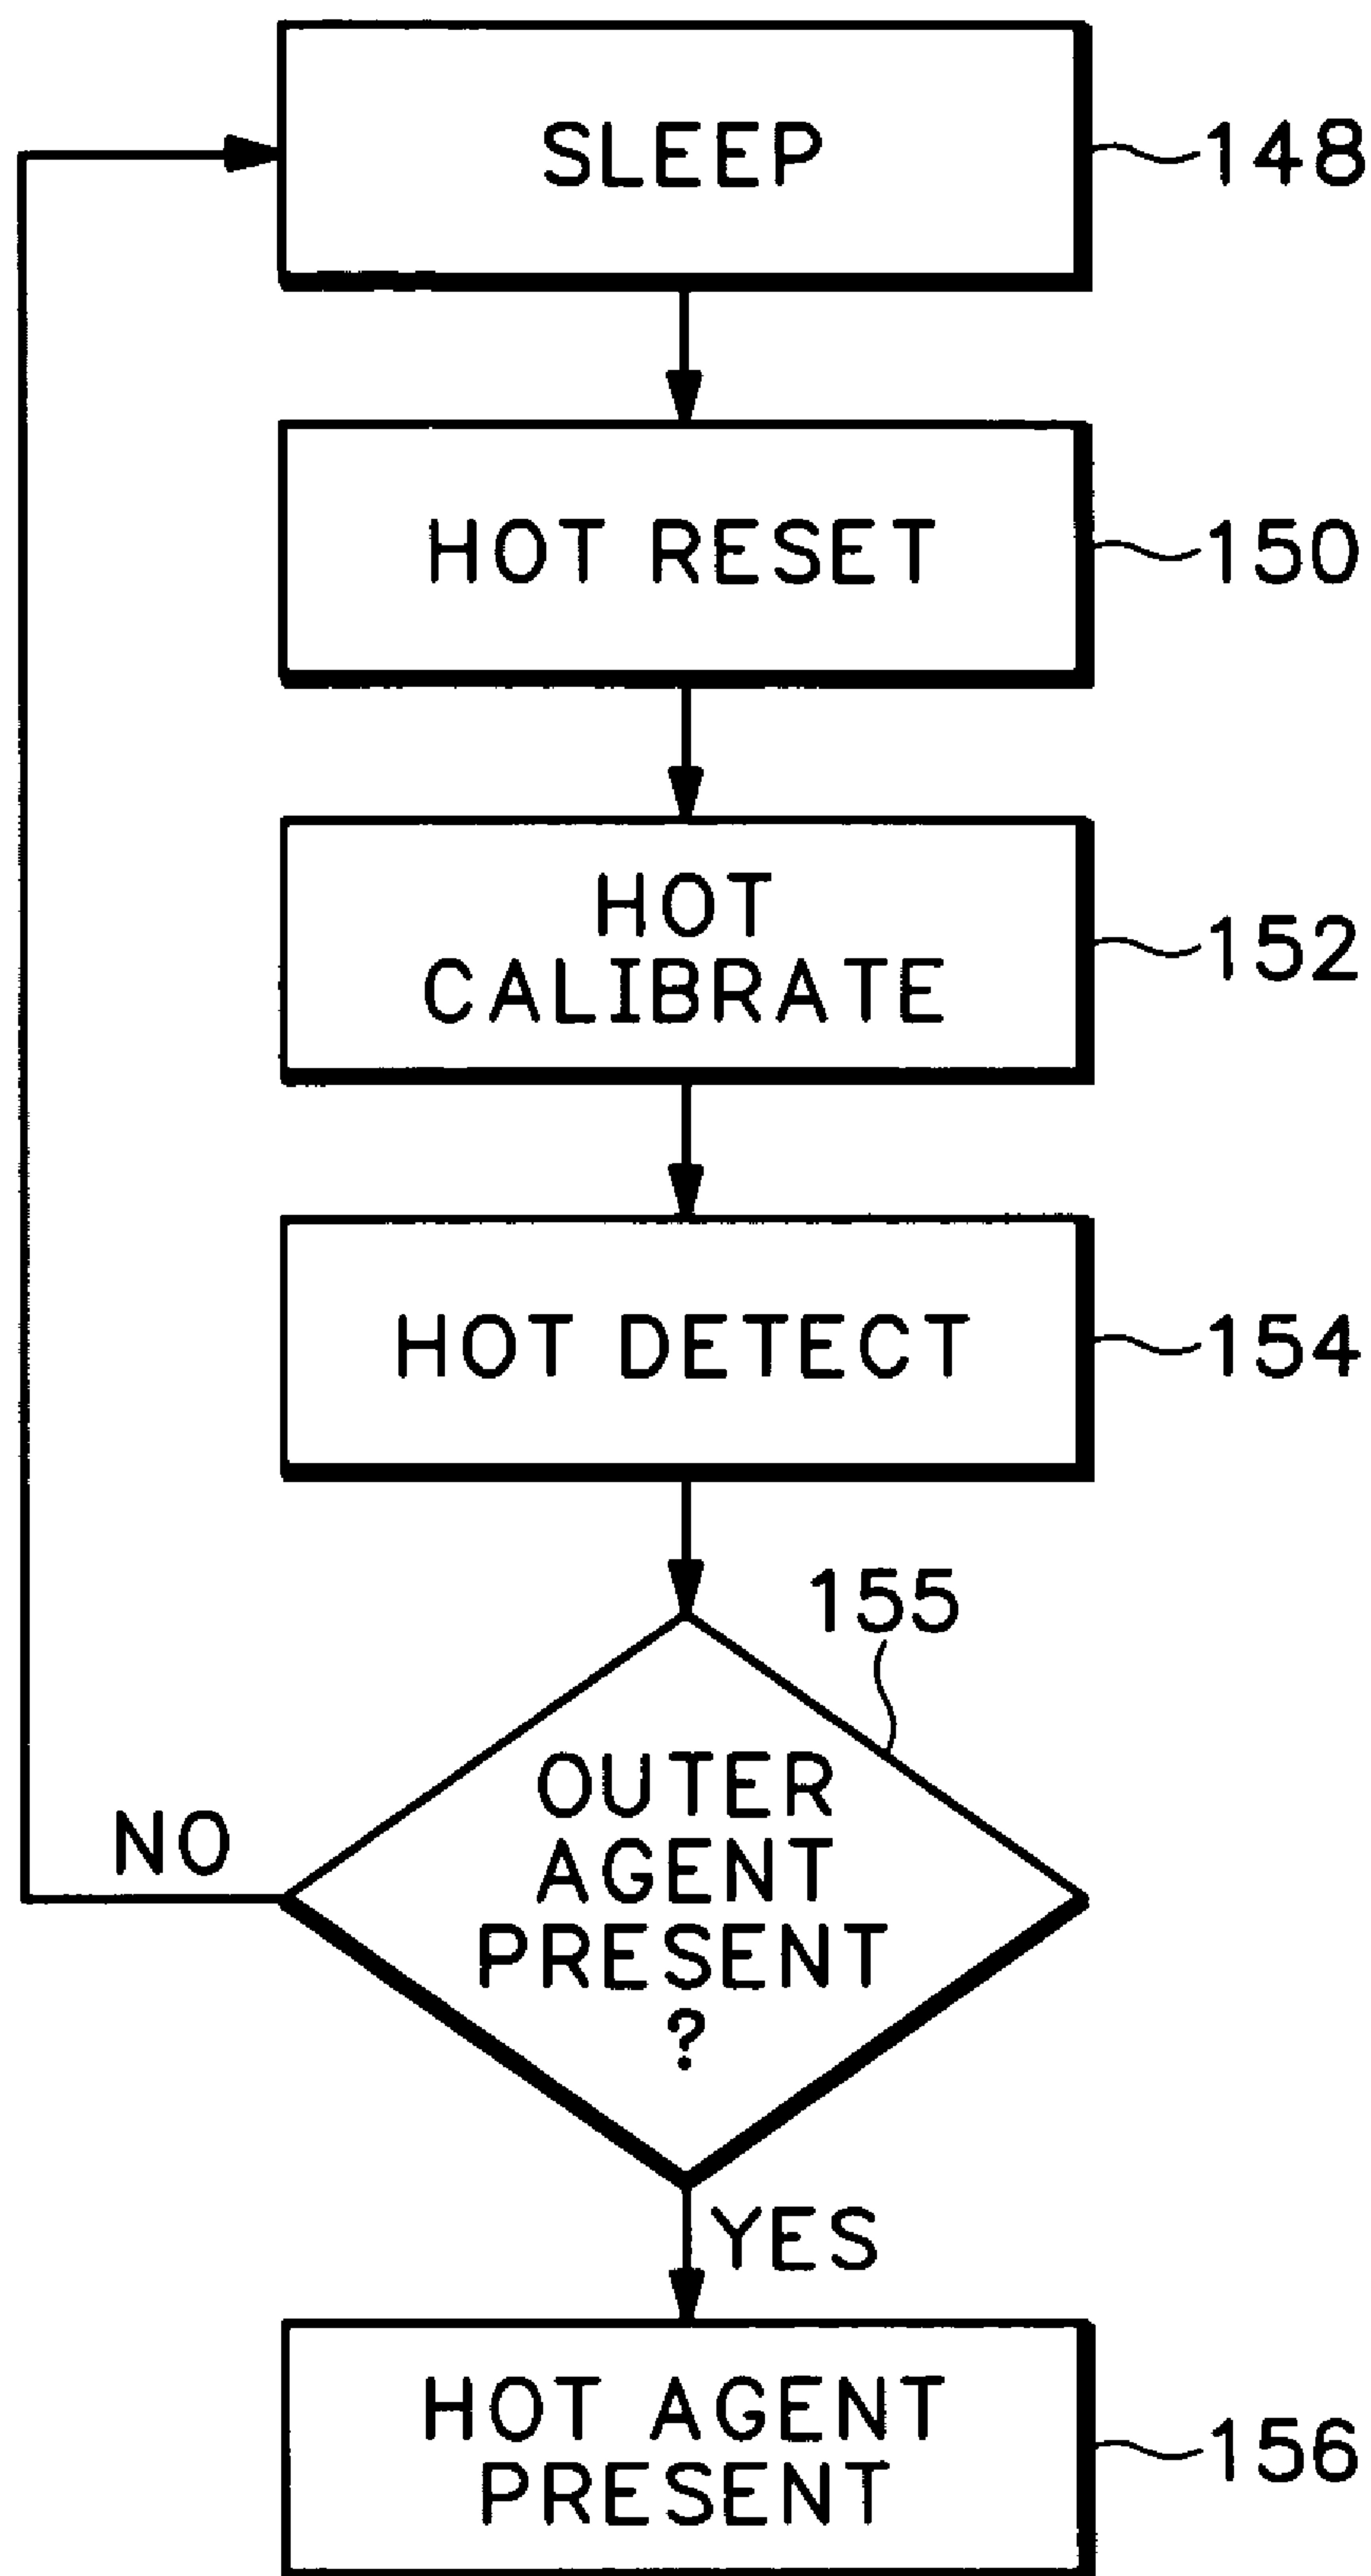 SLEEP
148
HOT RESET
150
HOT
CALIBRATE
152
HOT DETECT
154
155
OUTER
AGENT
PRESENT
?
NO
YES
HOT AGENT
PRESENT
156